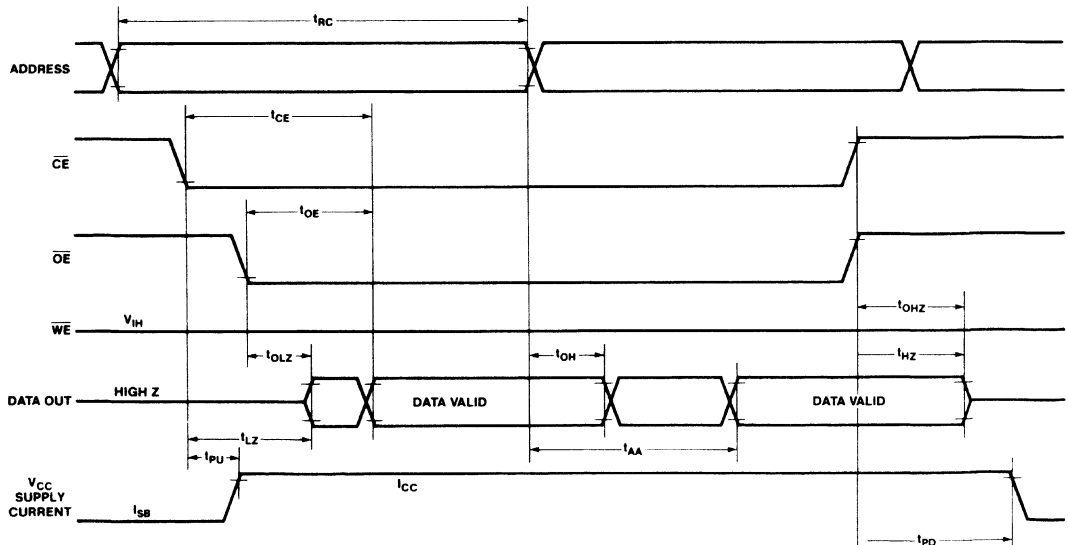 tRC
ADDRESS
tCE
CE
tOE
OE
tOHZ
WE
VIH
tOLZ
tOH
tHZ
DATA OUT
HIGH Z
DATA VALID
DATA VALID
tLZ
tAA
tPU
VCC
SUPPLY
CURRENT
ICC
ISB
tPD